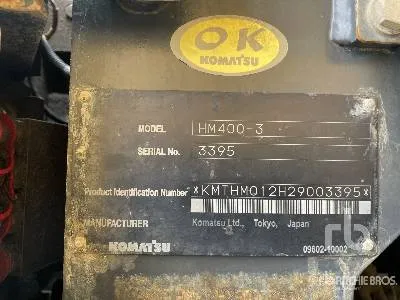 OK
KOMATSU
MODEL HM400-3
SERIAL No. 3395
Product Identification Number *KMTHM012H29003395*
MANUFACTURER Komatsu Ltd., Tokyo, Japan
KOMATSU 09602-10002
rb
RITCHIE BROS.